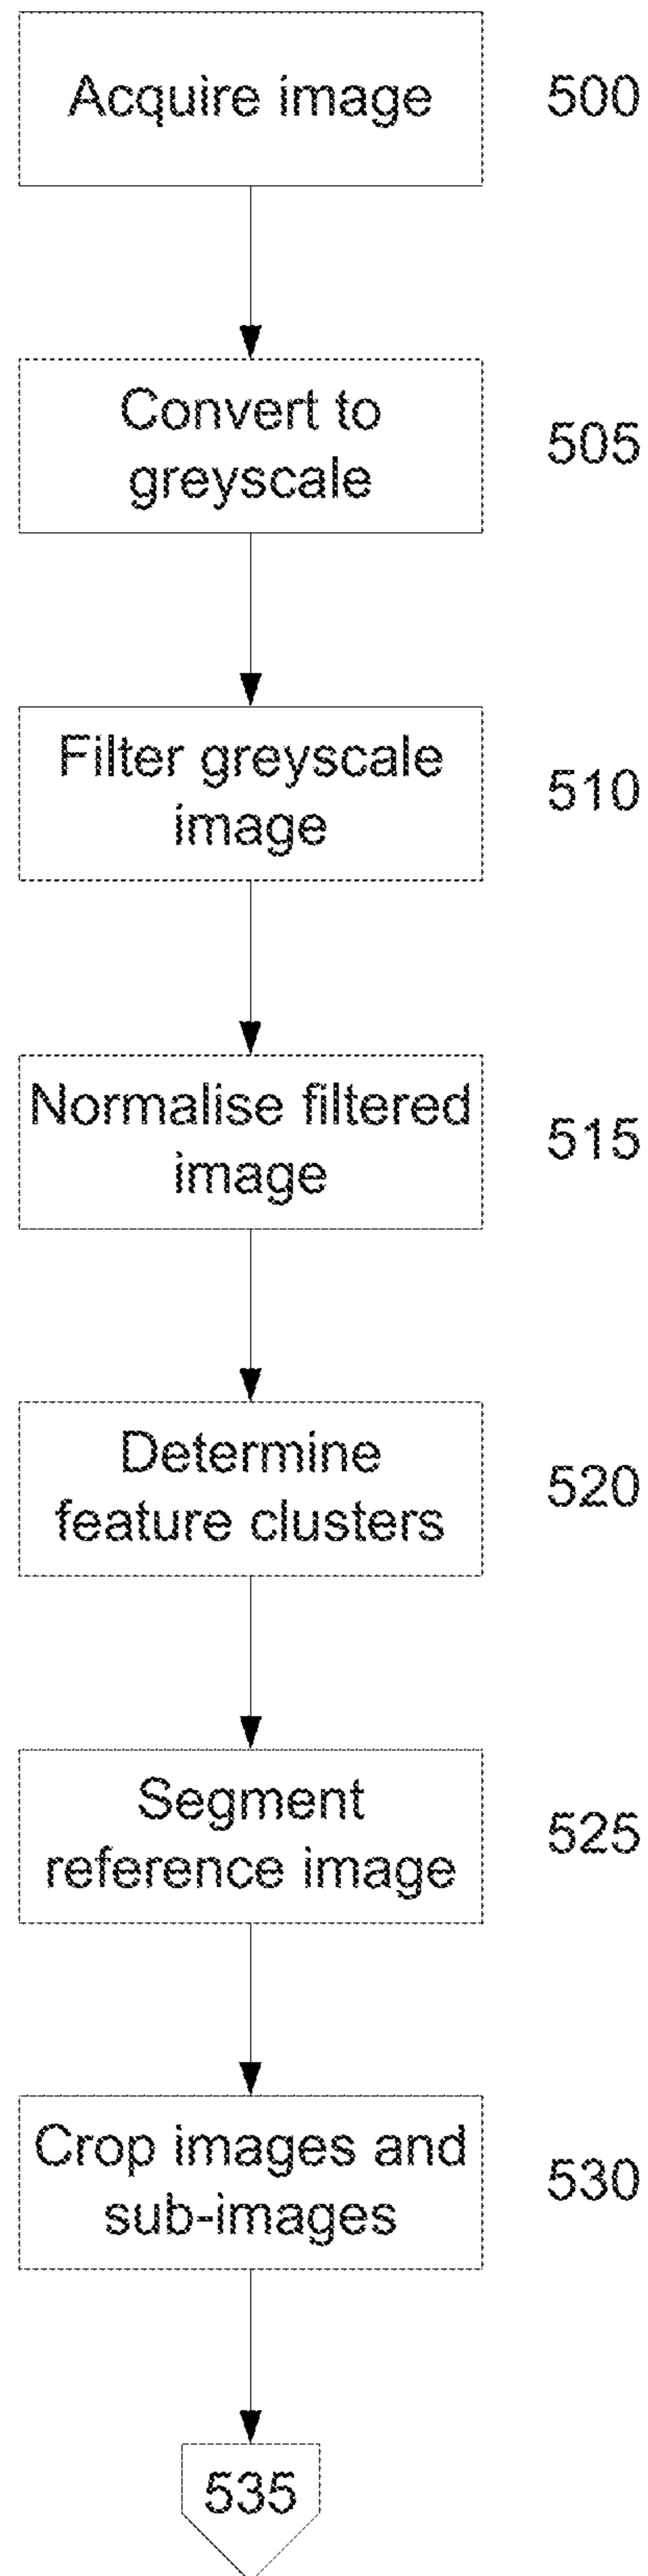 Acquire image
500
Convert to
greyscale
505
Filter greyscale
image
510
Normalise filtered
image
515
Determine
feature clusters
520
Segment
reference image
525
Crop images and
sub-images
530
535